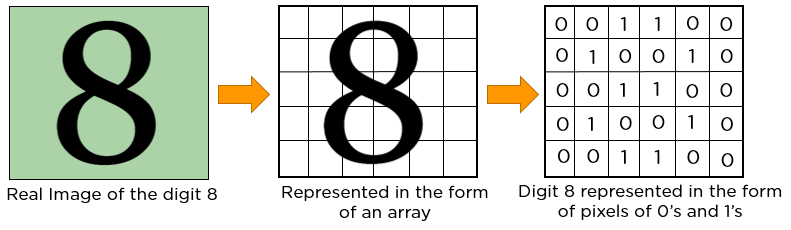 8
8
0 0 1 1 0 0
0 1 0 0 1 0
0 0 1 1 0 0
0 1 0 0 1 0
0 0 1 1 0 0
Real Image of the digit 8
Represented in the form
of an array
Digit 8 represented in the form
of pixels of 0's and 1's